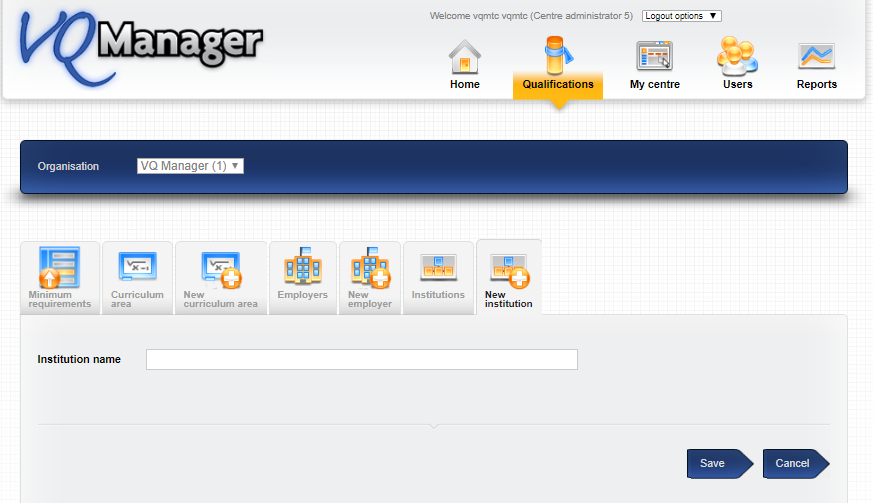 VQManager
Welcome vqmtc vqmtc (Centre administrator 5) Logout options ▼
Home Qualifications My centre Users Reports
Organisation VQ Manager (1) ▼
Minimum requirements
Curriculum area
New curriculum area
Employers
New employer
Institutions
New institution
Institution name
Save Cancel